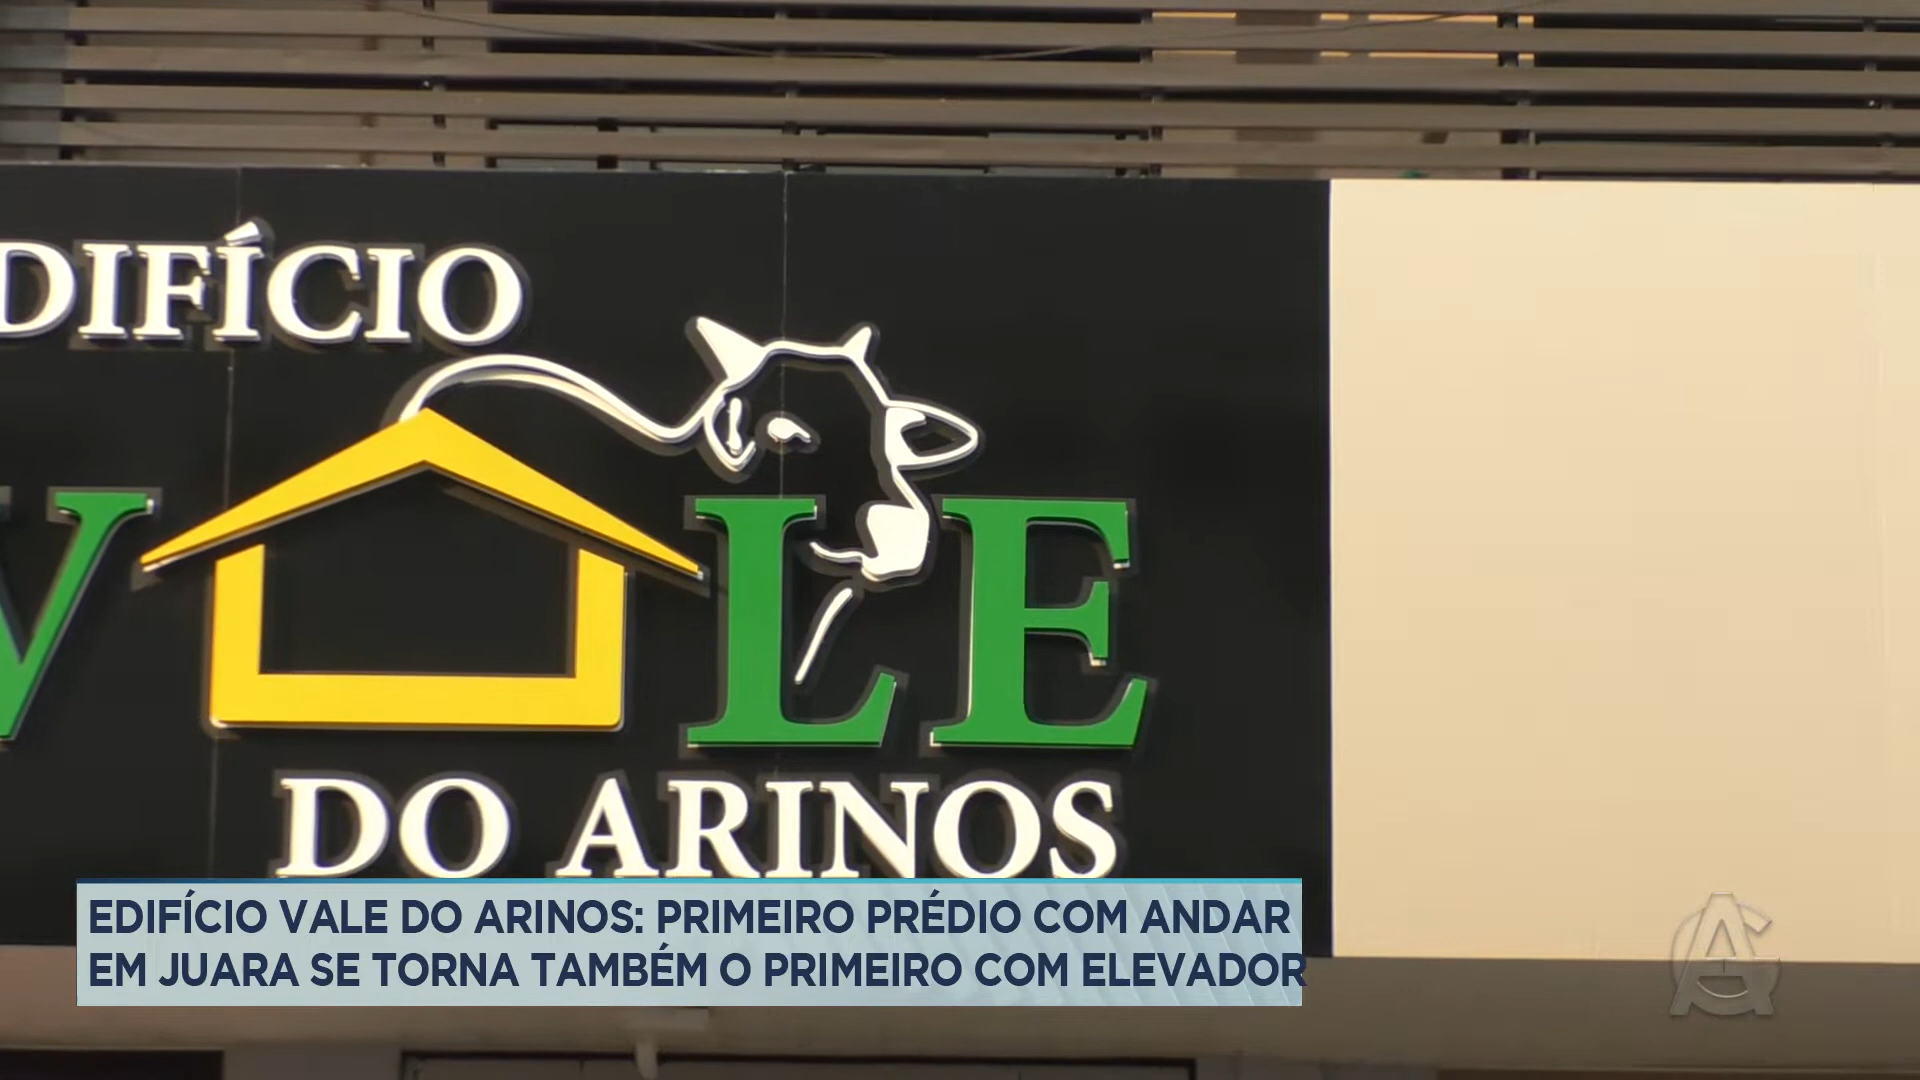 DIFÍCIO
V LE
DO ARINOS
EDIFÍCIO VALE DO ARINOS: PRIMEIRO PRÉDIO COM ANDAR
EM JUARA SE TORNA TAMBÉM O PRIMEIRO COM ELEVADOR